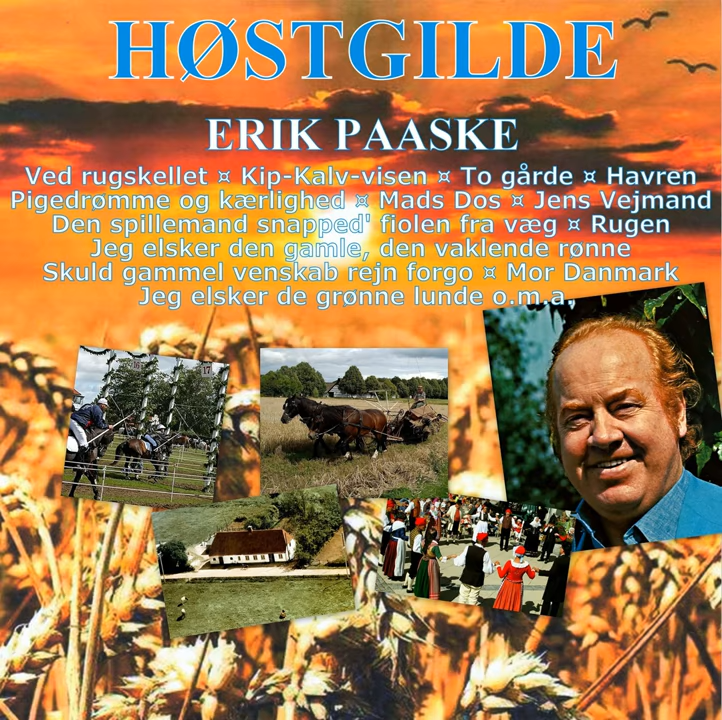 HØSTGILDE
ERIK PAASKE
Ved rugskellet ¤ Kip-Kalv-visen ¤ To gårde ¤ Havren
Pigedrømme og kærlighed ¤ Mads Dos ¤ Jens Vejmand
Den spillemand snapped' fiolen fra væg ¤ Rugen
Jeg elsker den gamle, den vaklende rønne
Skuld gammel venskab rejn forgo ¤ Mor Danmark
Jeg elsker de grønne lunde o.m.a.
16
17